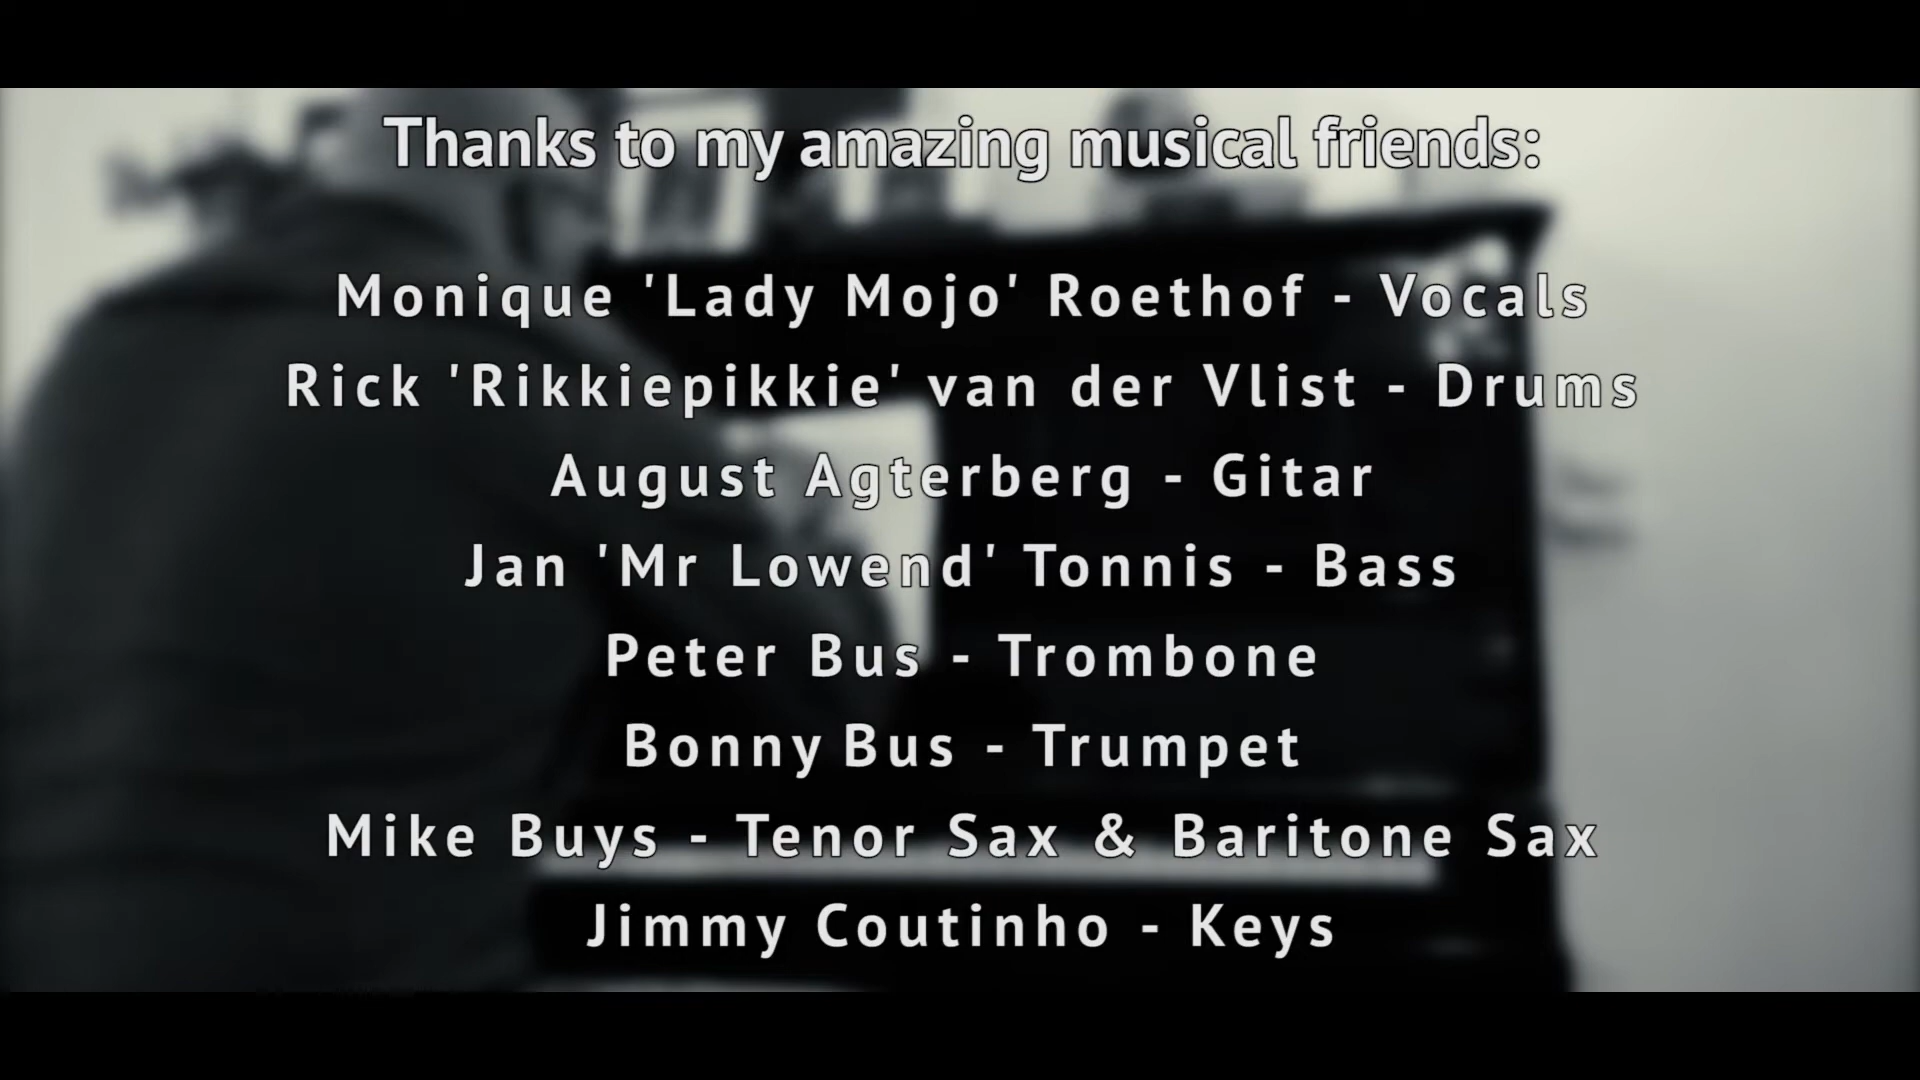 Thanks to my amazing musical friends:
Monique 'Lady Mojo' Roethof - Vocals
Rick 'Rikkiepikkie' van der Vlist - Drums
August Agterberg - Gitar
Jan 'Mr Lowend' Tonnis - Bass
Peter Bus - Trombone
Bonny Bus - Trumpet
Mike Buys - Tenor Sax & Baritone Sax
Jimmy Coutinho - Keys